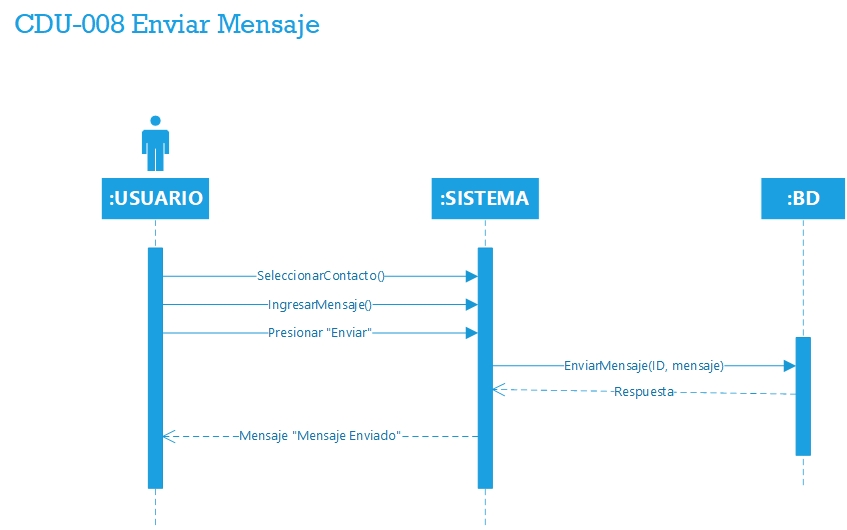 CDU-008 Enviar Mensaje
:USUARIO
:SISTEMA
:BD
SeleccionarContacto()
IngresarMensaje()
Presionar "Enviar"
EnviarMensaje(ID, mensaje)
Respuesta
Mensaje "Mensaje Enviado"